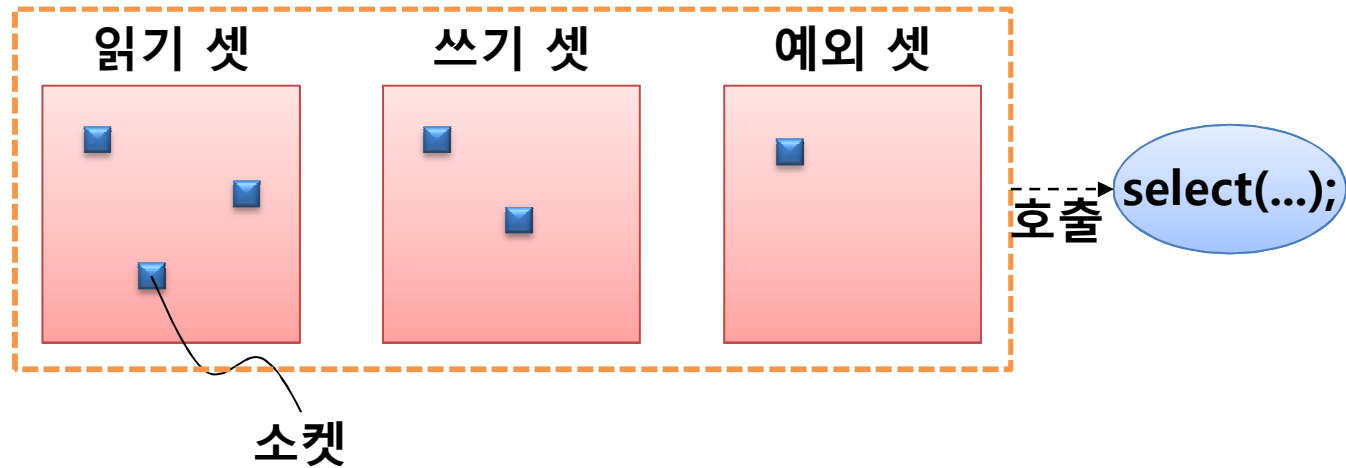 읽기 셋
쓰기 셋
예외 셋
select(...);
호출
소켓